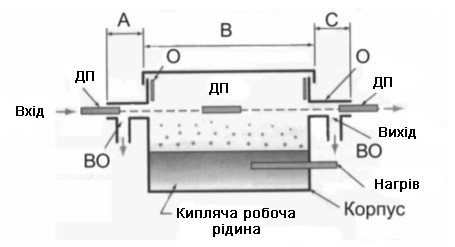 А В С
О О
ДП ДП ДП
Вхід Вихід
ВО ВО
Нагрів
Кипляча робоча
рідина
Корпус